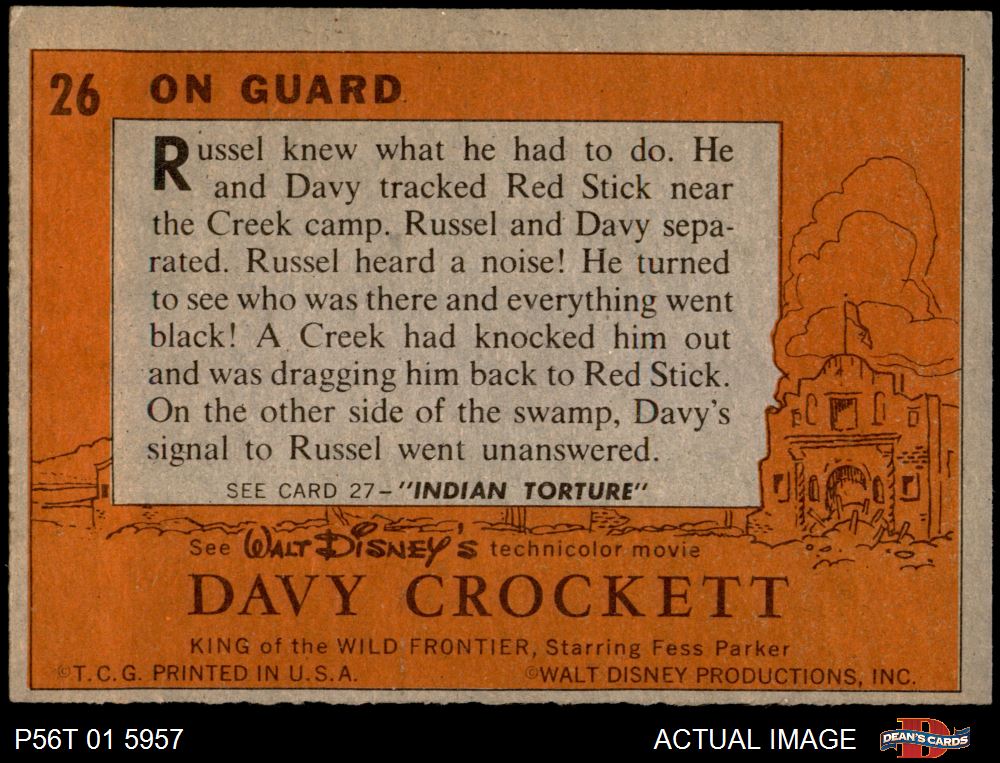 26 ON GUARD
Russel knew what he had to do. He
and Davy tracked Red Stick near
the Creek camp. Russel and Davy sepa-
rated. Russel heard a noise! He turned
to see who was there and everything went
black! A Creek had knocked him out
and was dragging him back to Red Stick.
On the other side of the swamp, Davy's
signal to Russel went unanswered.
SEE CARD 27-"INDIAN TORTURE"
See WALT DISNEY'S technicolor movie
DAVY CROCKETT
KING of the WILD FRONTIER, Starring Fess Parker
©T.C.G. PRINTED IN U.S.A. ©WALT DISNEY PRODUCTIONS, INC.
P56T 01 5957 ACTUAL IMAGE D DEAN'S CARDS